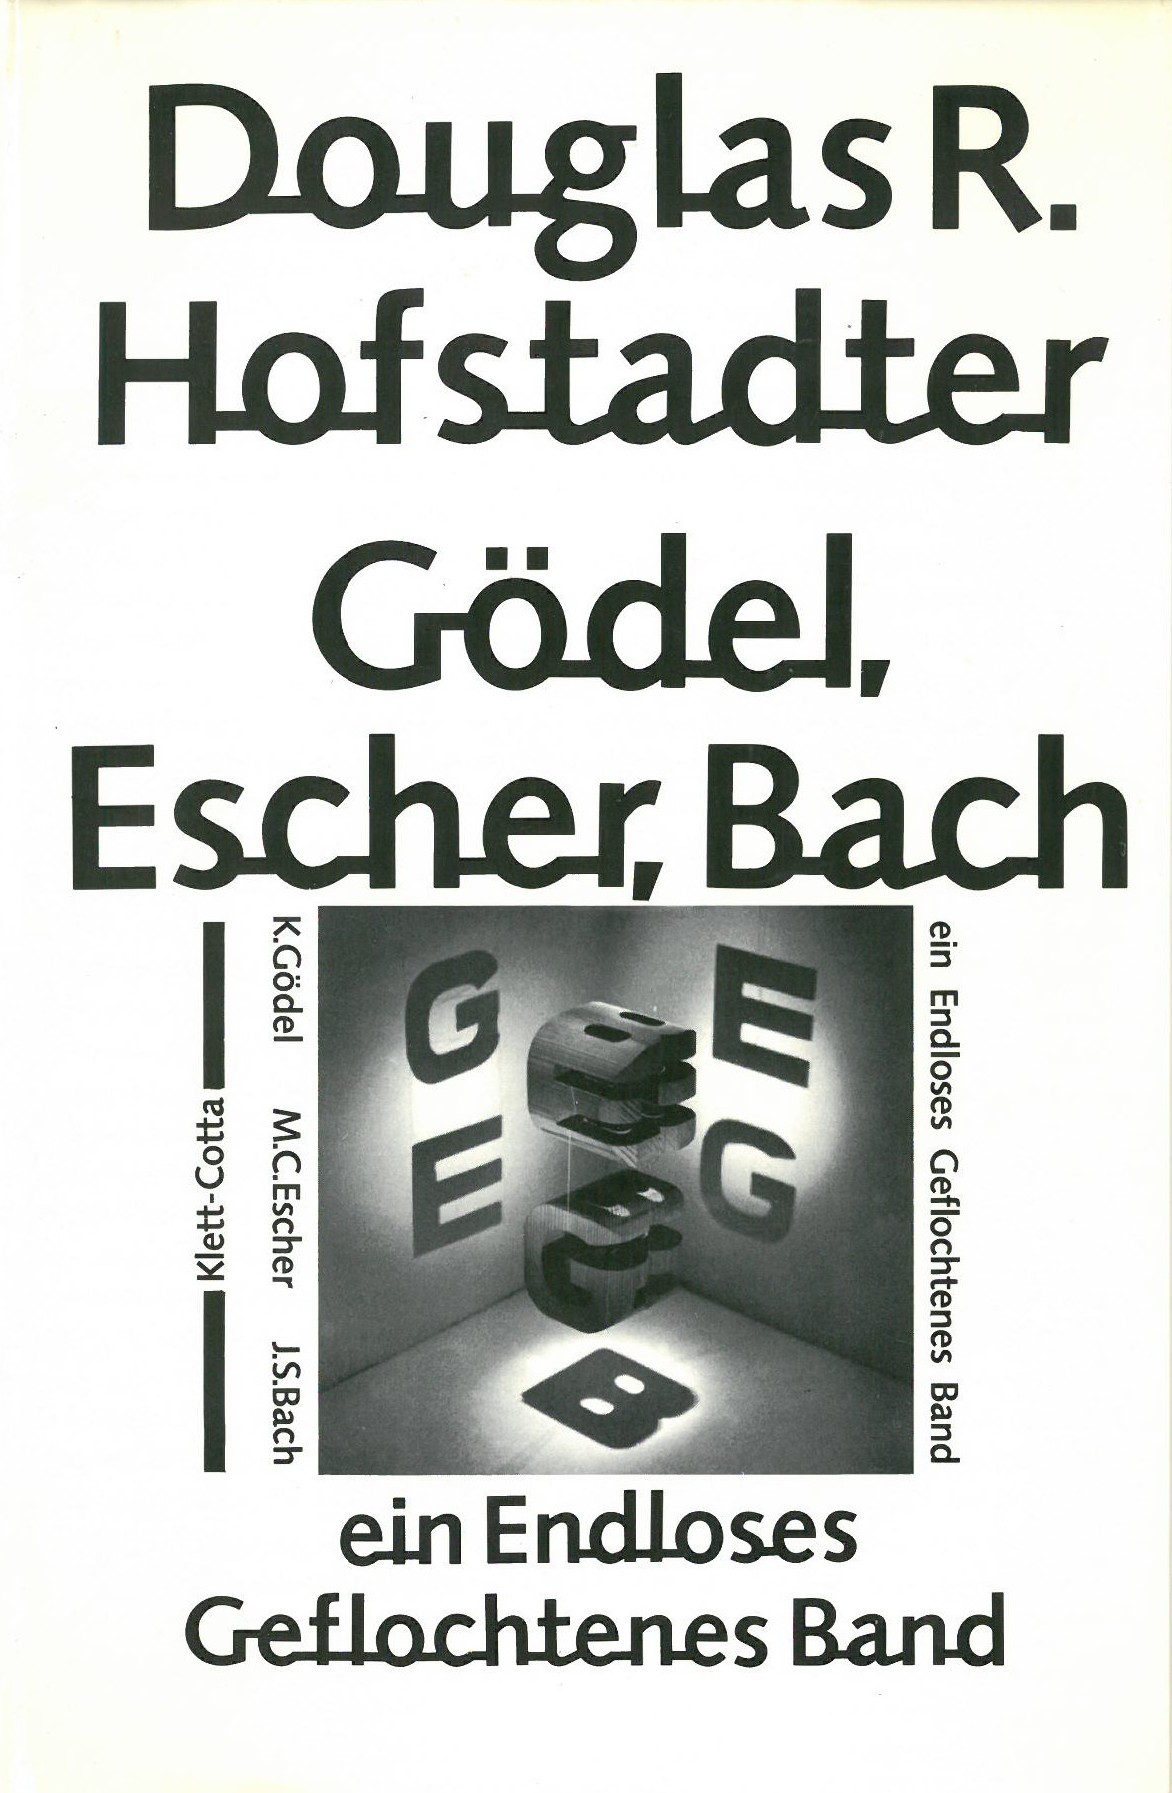 Douglas R.
Hofstadter
Gödel,
Escher, Bach
Klett-Cotta
K.Gödel M.C.Escher J.S.Bach
G
E
E
G
B
ein Endloses Geflochtenes Band
ein Endloses
Geflochtenes Band